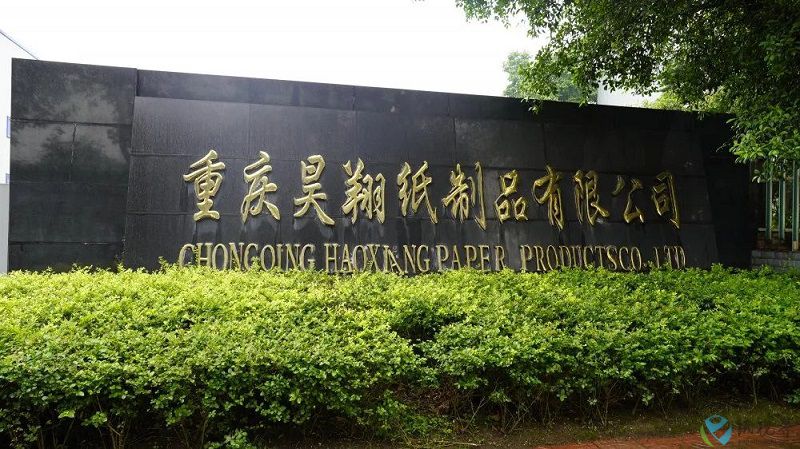 重庆昊翔纸制品有限公司
CHONGQING HAOXIANG PAPER PRODUCTS CO., LTD